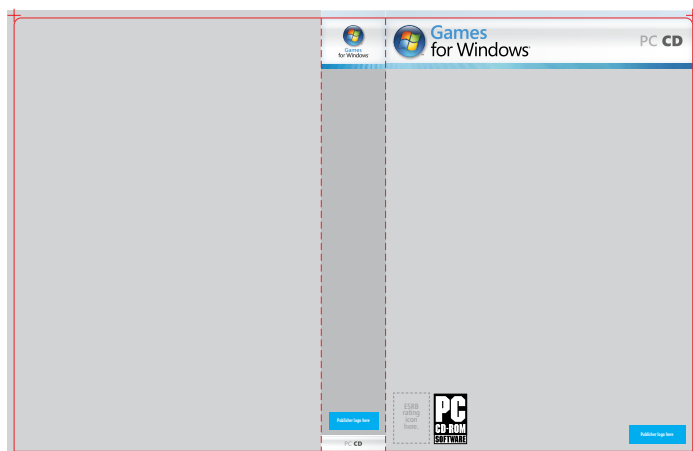 Games
for Windows
Publisher logo here
PC CD
Games
for Windows
PC CD
ESRB
rating
icon
here.
PC
CD-ROM
SOFTWARE
Publisher logo here